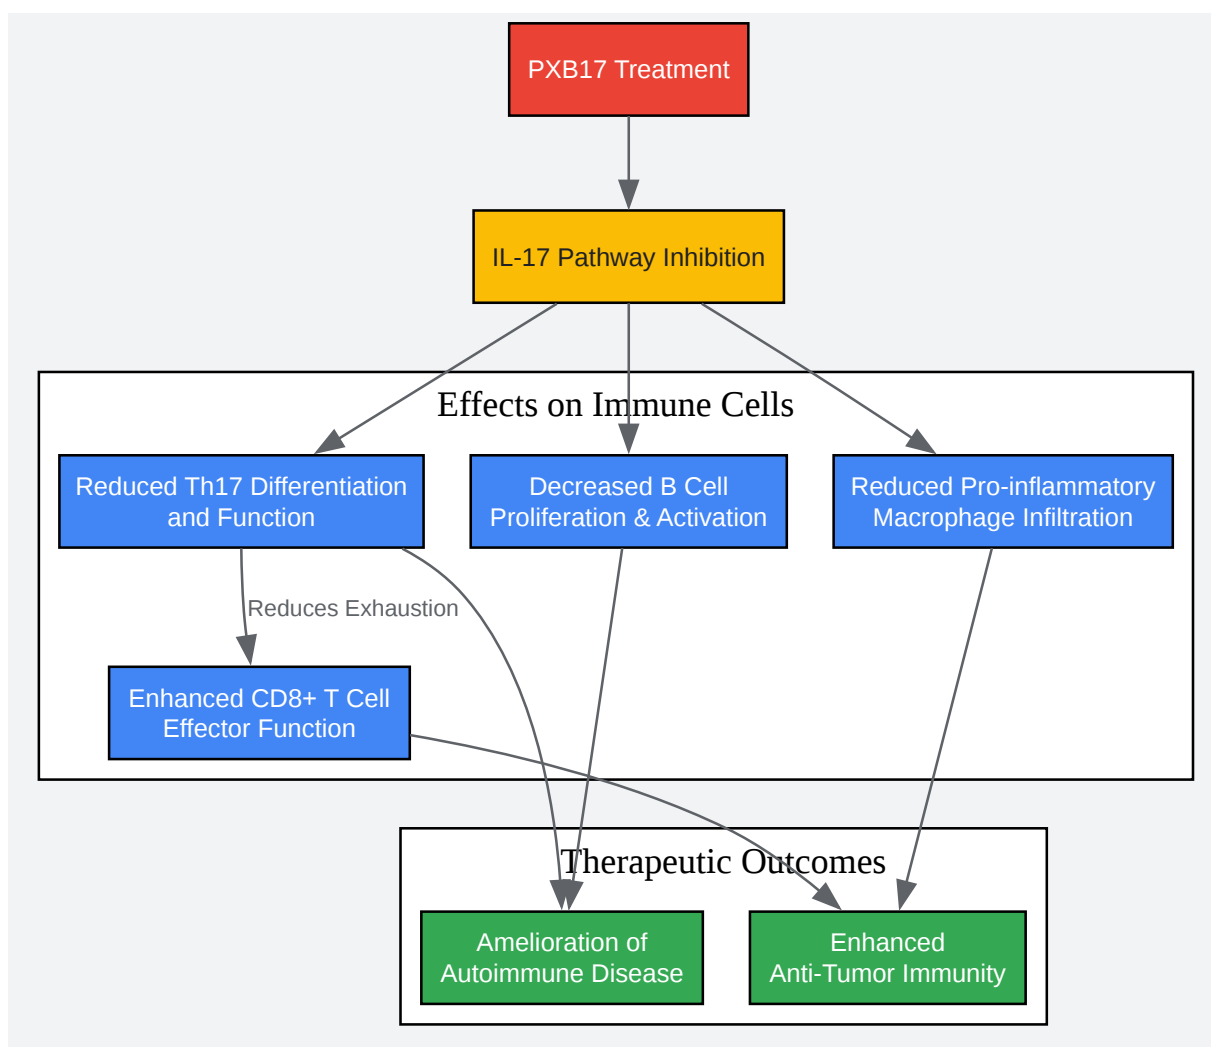 PXB17 Treatment
IL-17 Pathway Inhibition
Effects on Immune Cells
Reduced Th17 Differentiation
and Function
Decreased B Cell
Proliferation & Activation
Reduced Pro-inflammatory
Macrophage Infiltration
Reduces Exhaustion
Enhanced CD8+ T Cell
Effector Function
Therapeutic Outcomes
Amelioration of
Autoimmune Disease
Enhanced
Anti-Tumor Immunity